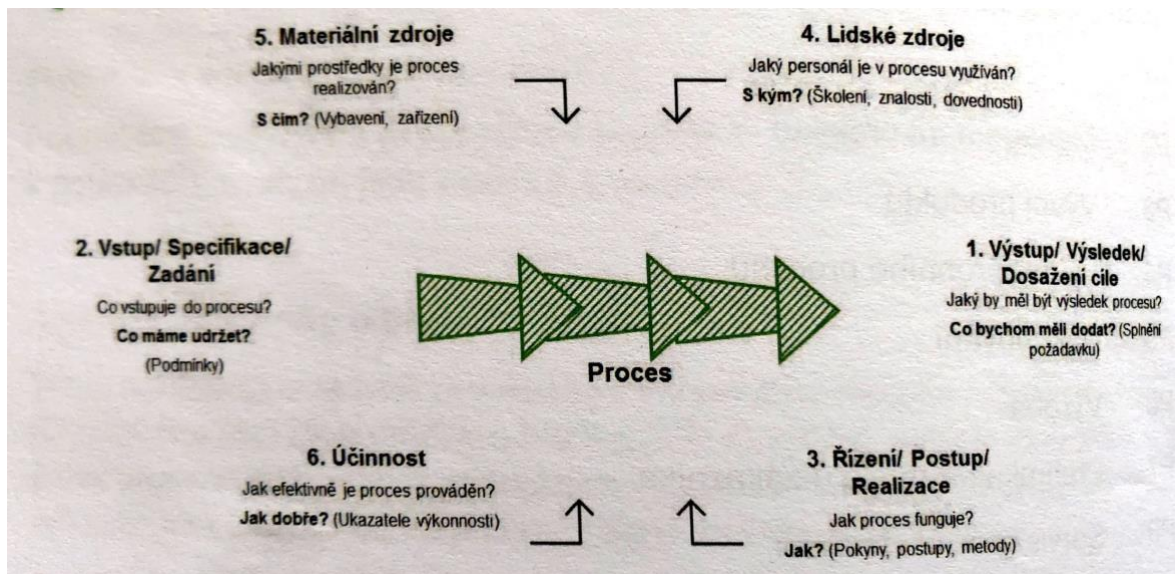 5. Materiální zdroje
Jakými prostředky je proces
realizován?
S čím? (Vybavení, zařízení)
4. Lidské zdroje
Jaký personál je v procesu využíván?
S kým? (Školení, znalosti, dovednosti)
2. Vstup/ Specifikace/
Zadání
Co vstupuje do procesu?
Co máme udržet?
(Podmínky)
Proces
1. Výstup/ Výsledek/
Dosažení cíle
Jaký by měl být výsledek procesu?
Co bychom měli dodat? (Splnění
požadavku)
6. Účinnost
Jak efektivně je proces prováděn?
Jak dobře? (Ukazatele výkonnosti)
3. Řízení/ Postup/
Realizace
Jak proces funguje?
Jak? (Pokyny, postupy, metody)